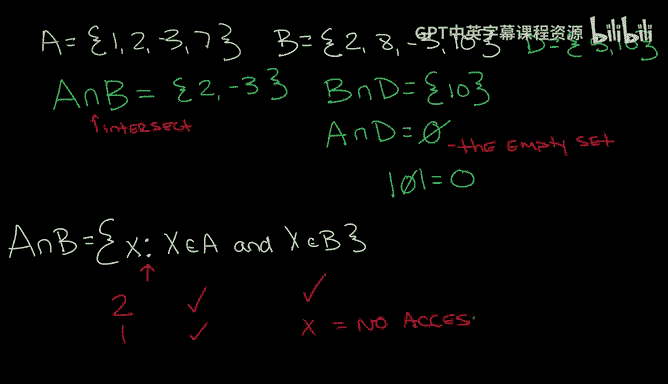 GPT中英字幕课程资源 bilibili
A = {1, 2, -3, 7} B = {2, 8, -3, 10} D = {
A∩B = {2, -3} B∩D = {10}
↑intersect A∩D = ∅ - the EMPTY SET
|∅| = 0
A∩B = {X: X∈A and X∈B}
↑
2 ✓ ✓
1 ✓ X = NO ACCES